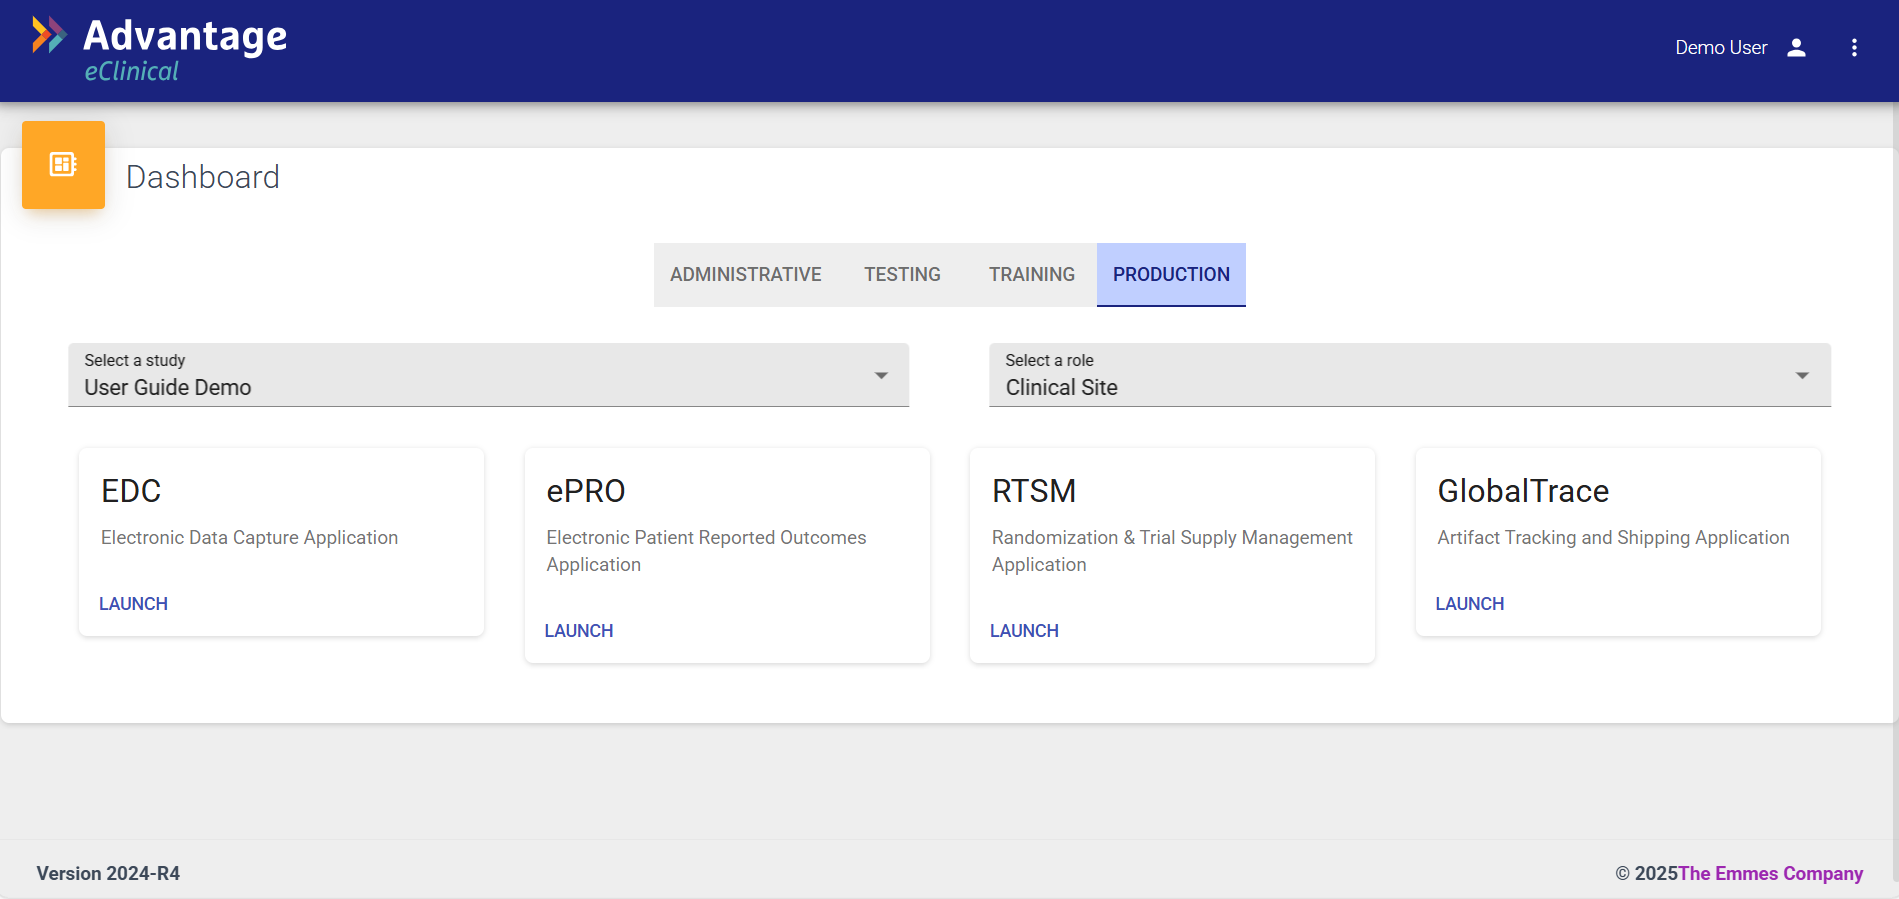 Advantage
eClinical
Demo User
Dashboard
ADMINISTRATIVE TESTING TRAINING PRODUCTION
Select a study
User Guide Demo
Select a role
Clinical Site
EDC
Electronic Data Capture Application
LAUNCH
ePRO
Electronic Patient Reported Outcomes
Application
LAUNCH
RTSM
Randomization & Trial Supply Management
Application
LAUNCH
GlobalTrace
Artifact Tracking and Shipping Application
LAUNCH
Version 2024-R4
© 2025The Emmes Company